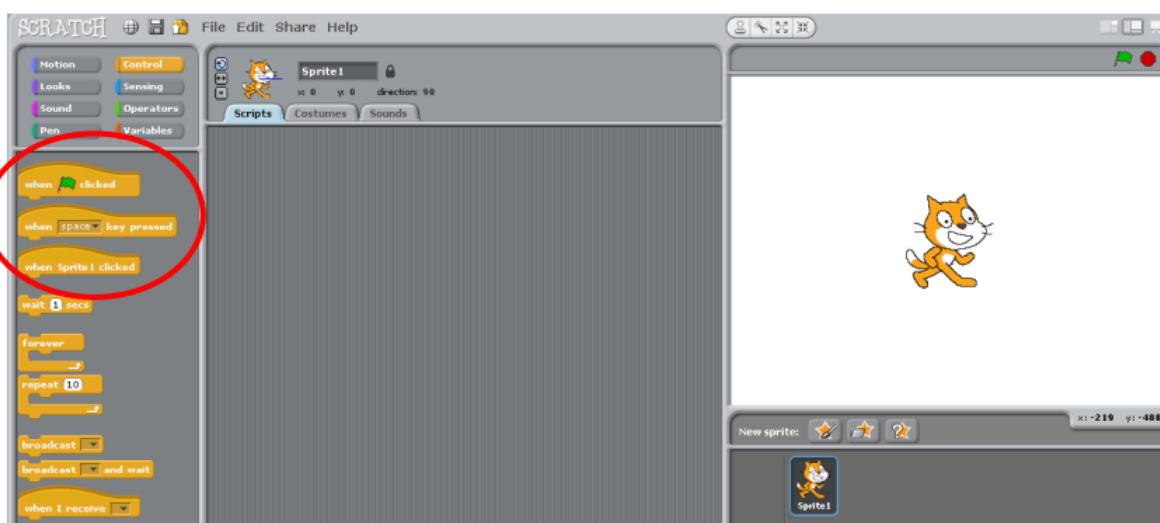 SCRATCH File Edit Share Help
Motion Control
Looks Sensing
Sound Operators
Pen Variables
when clicked
when space key pressed
when Sprite1 clicked
wait 1 secs
forever
repeat 10
broadcast
broadcast and wait
when I receive
Sprite1
x: 0 y: 0 direction: 90
Scripts Costumes Sounds
x: -219 y: -488
New sprite:
Sprite1